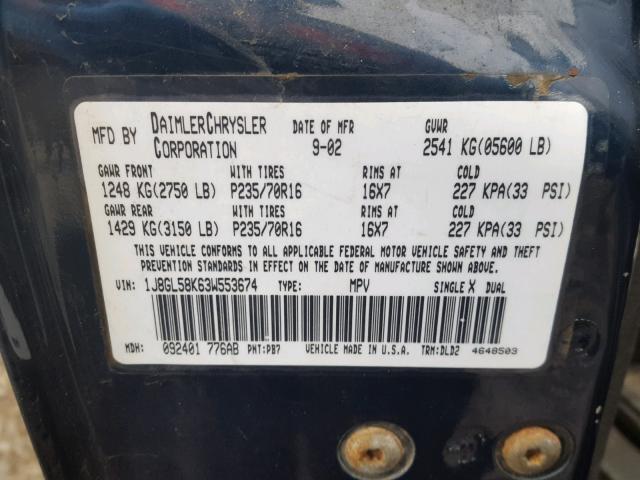 MFD BY DAIMLERCHRYSLER CORPORATION DATE OF MFR 9-02 GVWR 2541 KG(05600 LB)
GAWR FRONT WITH TIRES RIMS AT COLD
1248 KG(2750 LB) P235/70R16 16X7 227 KPA(33 PSI)
GAWR REAR WITH TIRES RIMS AT COLD
1429 KG(3150 LB) P235/70R16 16X7 227 KPA(33 PSI)
THIS VEHICLE CONFORMS TO ALL APPLICABLE FEDERAL MOTOR VEHICLE SAFETY AND THEFT
PREVENTION STANDARDS IN EFFECT ON THE DATE OF MANUFACTURE SHOWN ABOVE.
VIN: 1J8GL58K63W553674 TYPE: MPV SINGLE X DUAL
MDH: 092401 776AB PNT:PB7 VEHICLE MADE IN U.S.A. TRM:DLD2 4648503